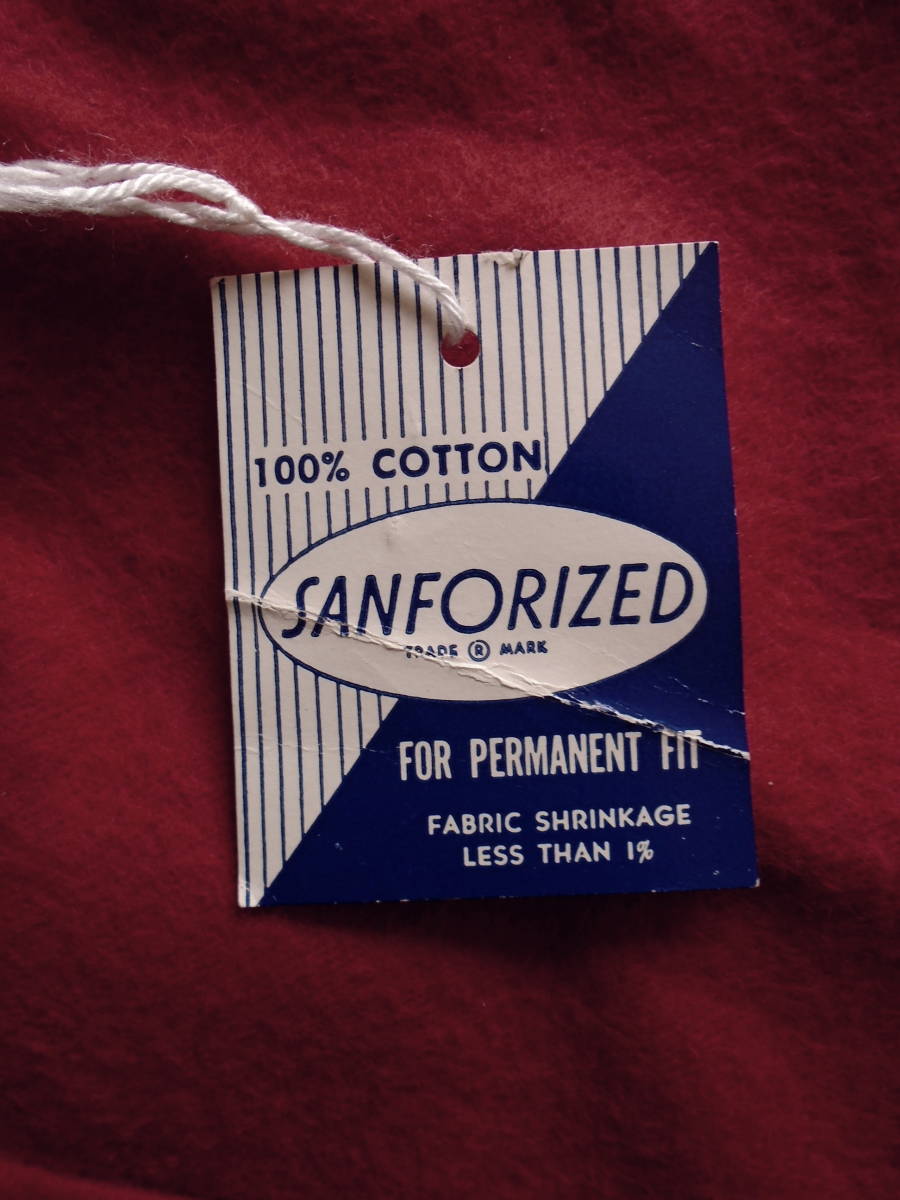 100% COTTON
SANFORIZED
TRADE ® MARK
FOR PERMANENT FIT
FABRIC SHRINKAGE
LESS THAN 1%